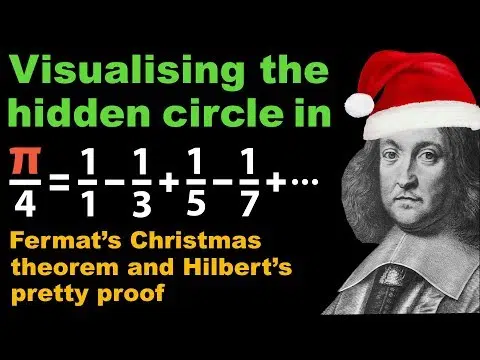 Visualising the
hidden circle in
π/4 = 1/1 − 1/3 + 1/5 − 1/7 + ···
Fermat's Christmas
theorem and Hilbert's
pretty proof